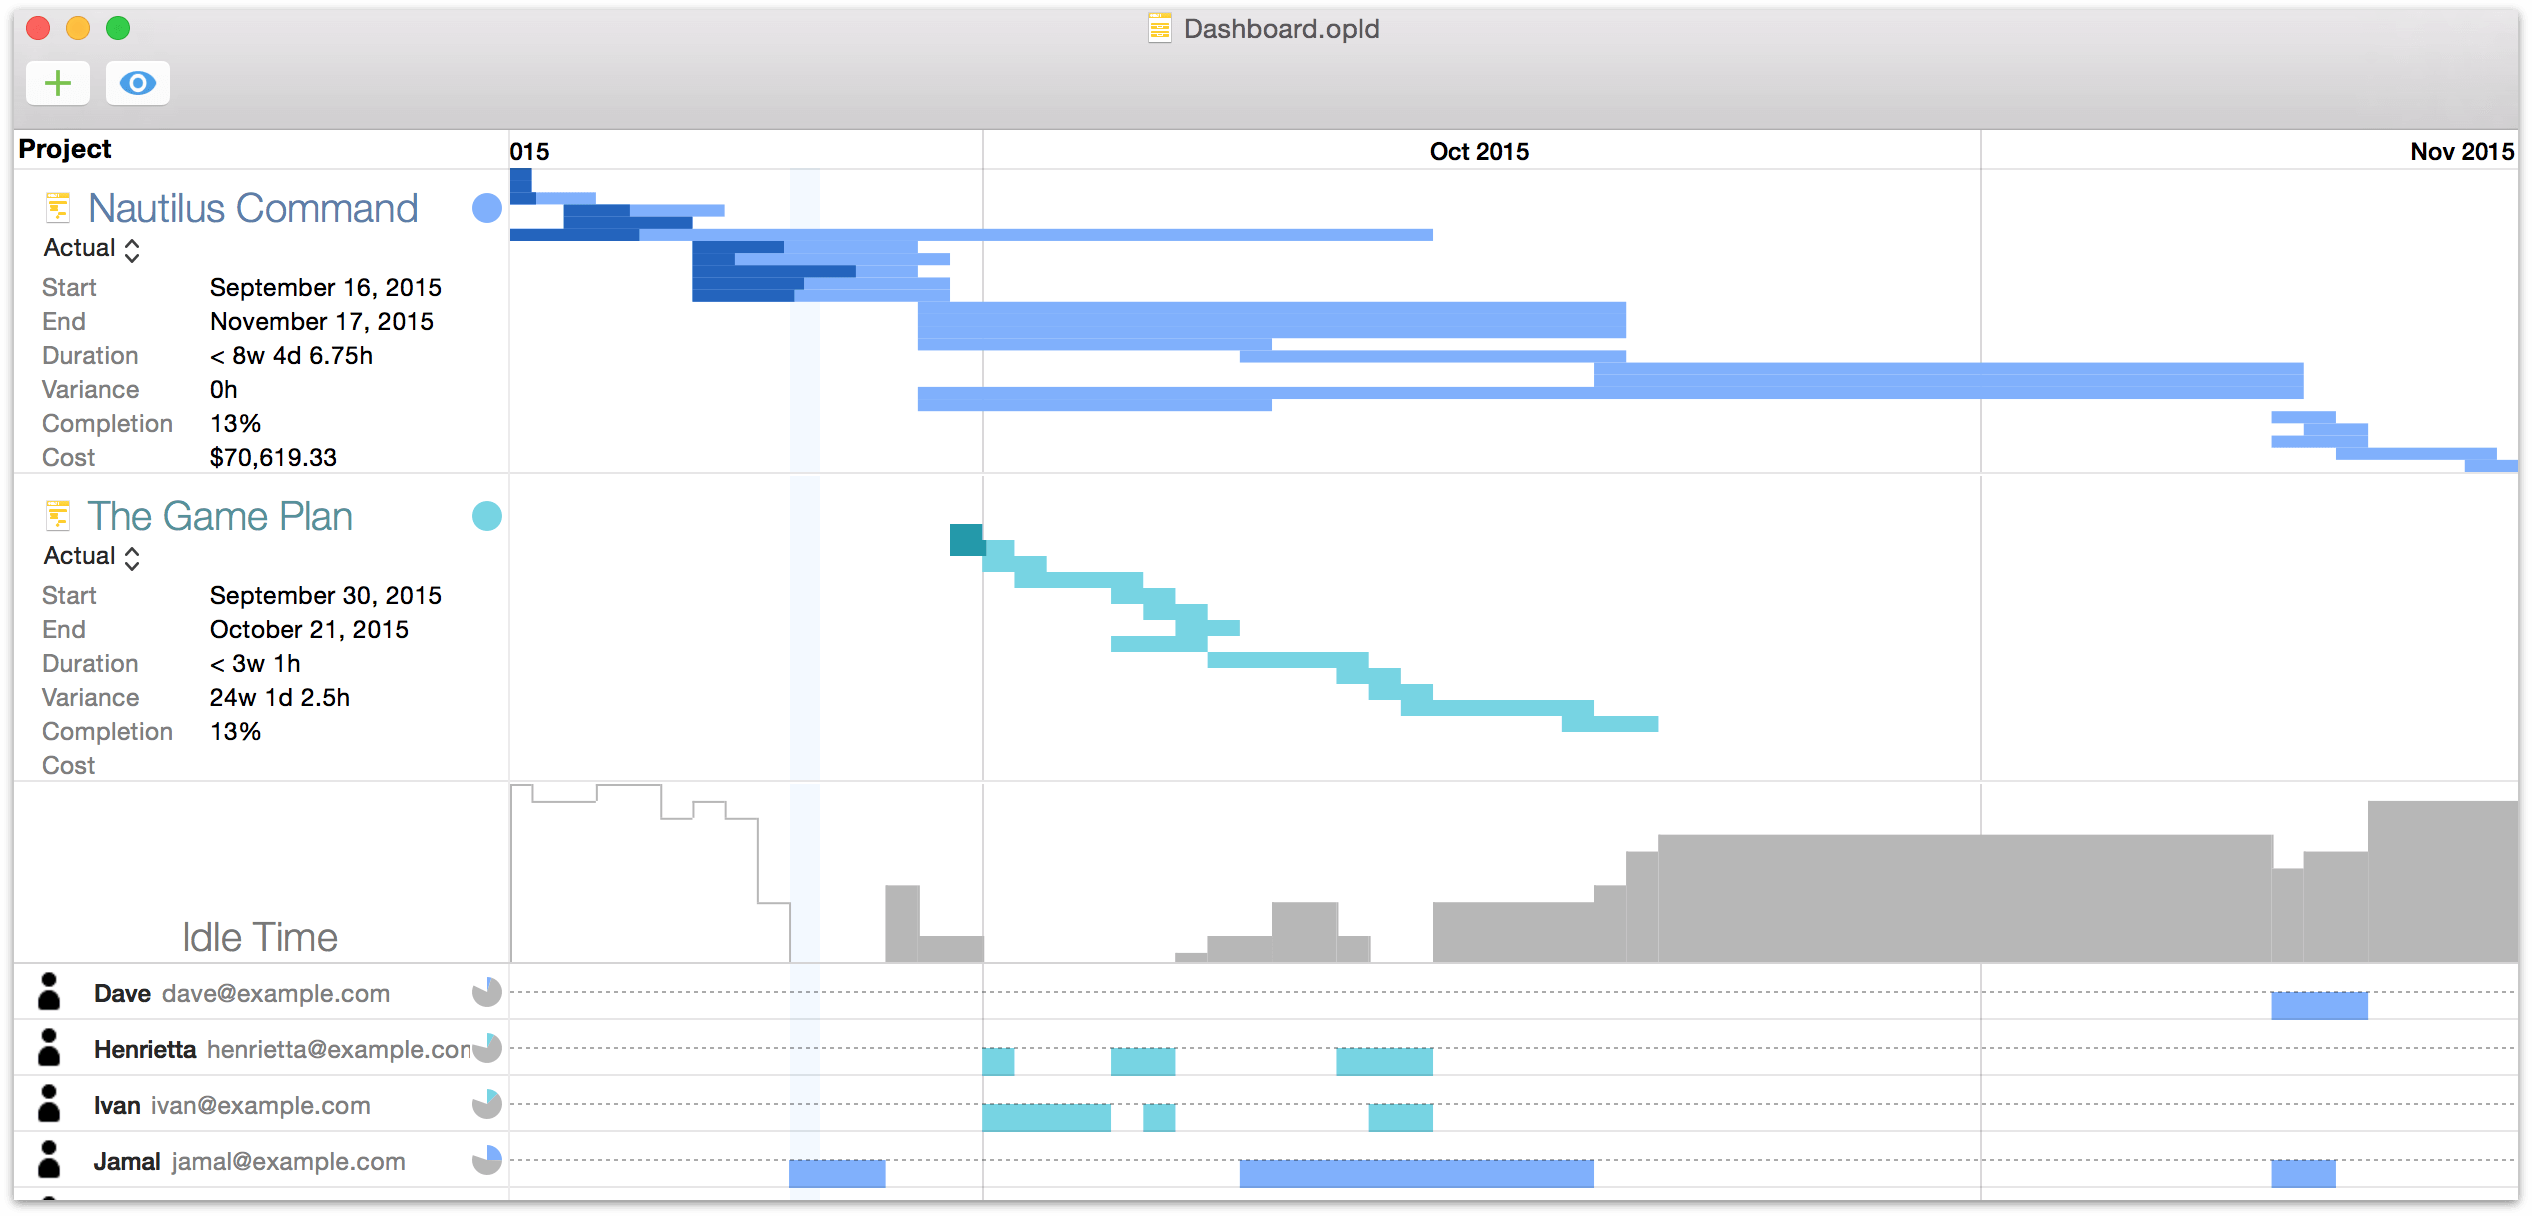 Dashboard.opld
Project
015
Oct 2015
Nov 2015
Nautilus Command
Actual
Start September 16, 2015
End November 17, 2015
Duration < 8w 4d 6.75h
Variance 0h
Completion 13%
Cost $70,619.33
The Game Plan
Actual
Start September 30, 2015
End October 21, 2015
Duration < 3w 1h
Variance 24w 1d 2.5h
Completion 13%
Cost
Idle Time
Dave dave@example.com
Henrietta henrietta@example.con
Ivan ivan@example.com
Jamal jamal@example.com